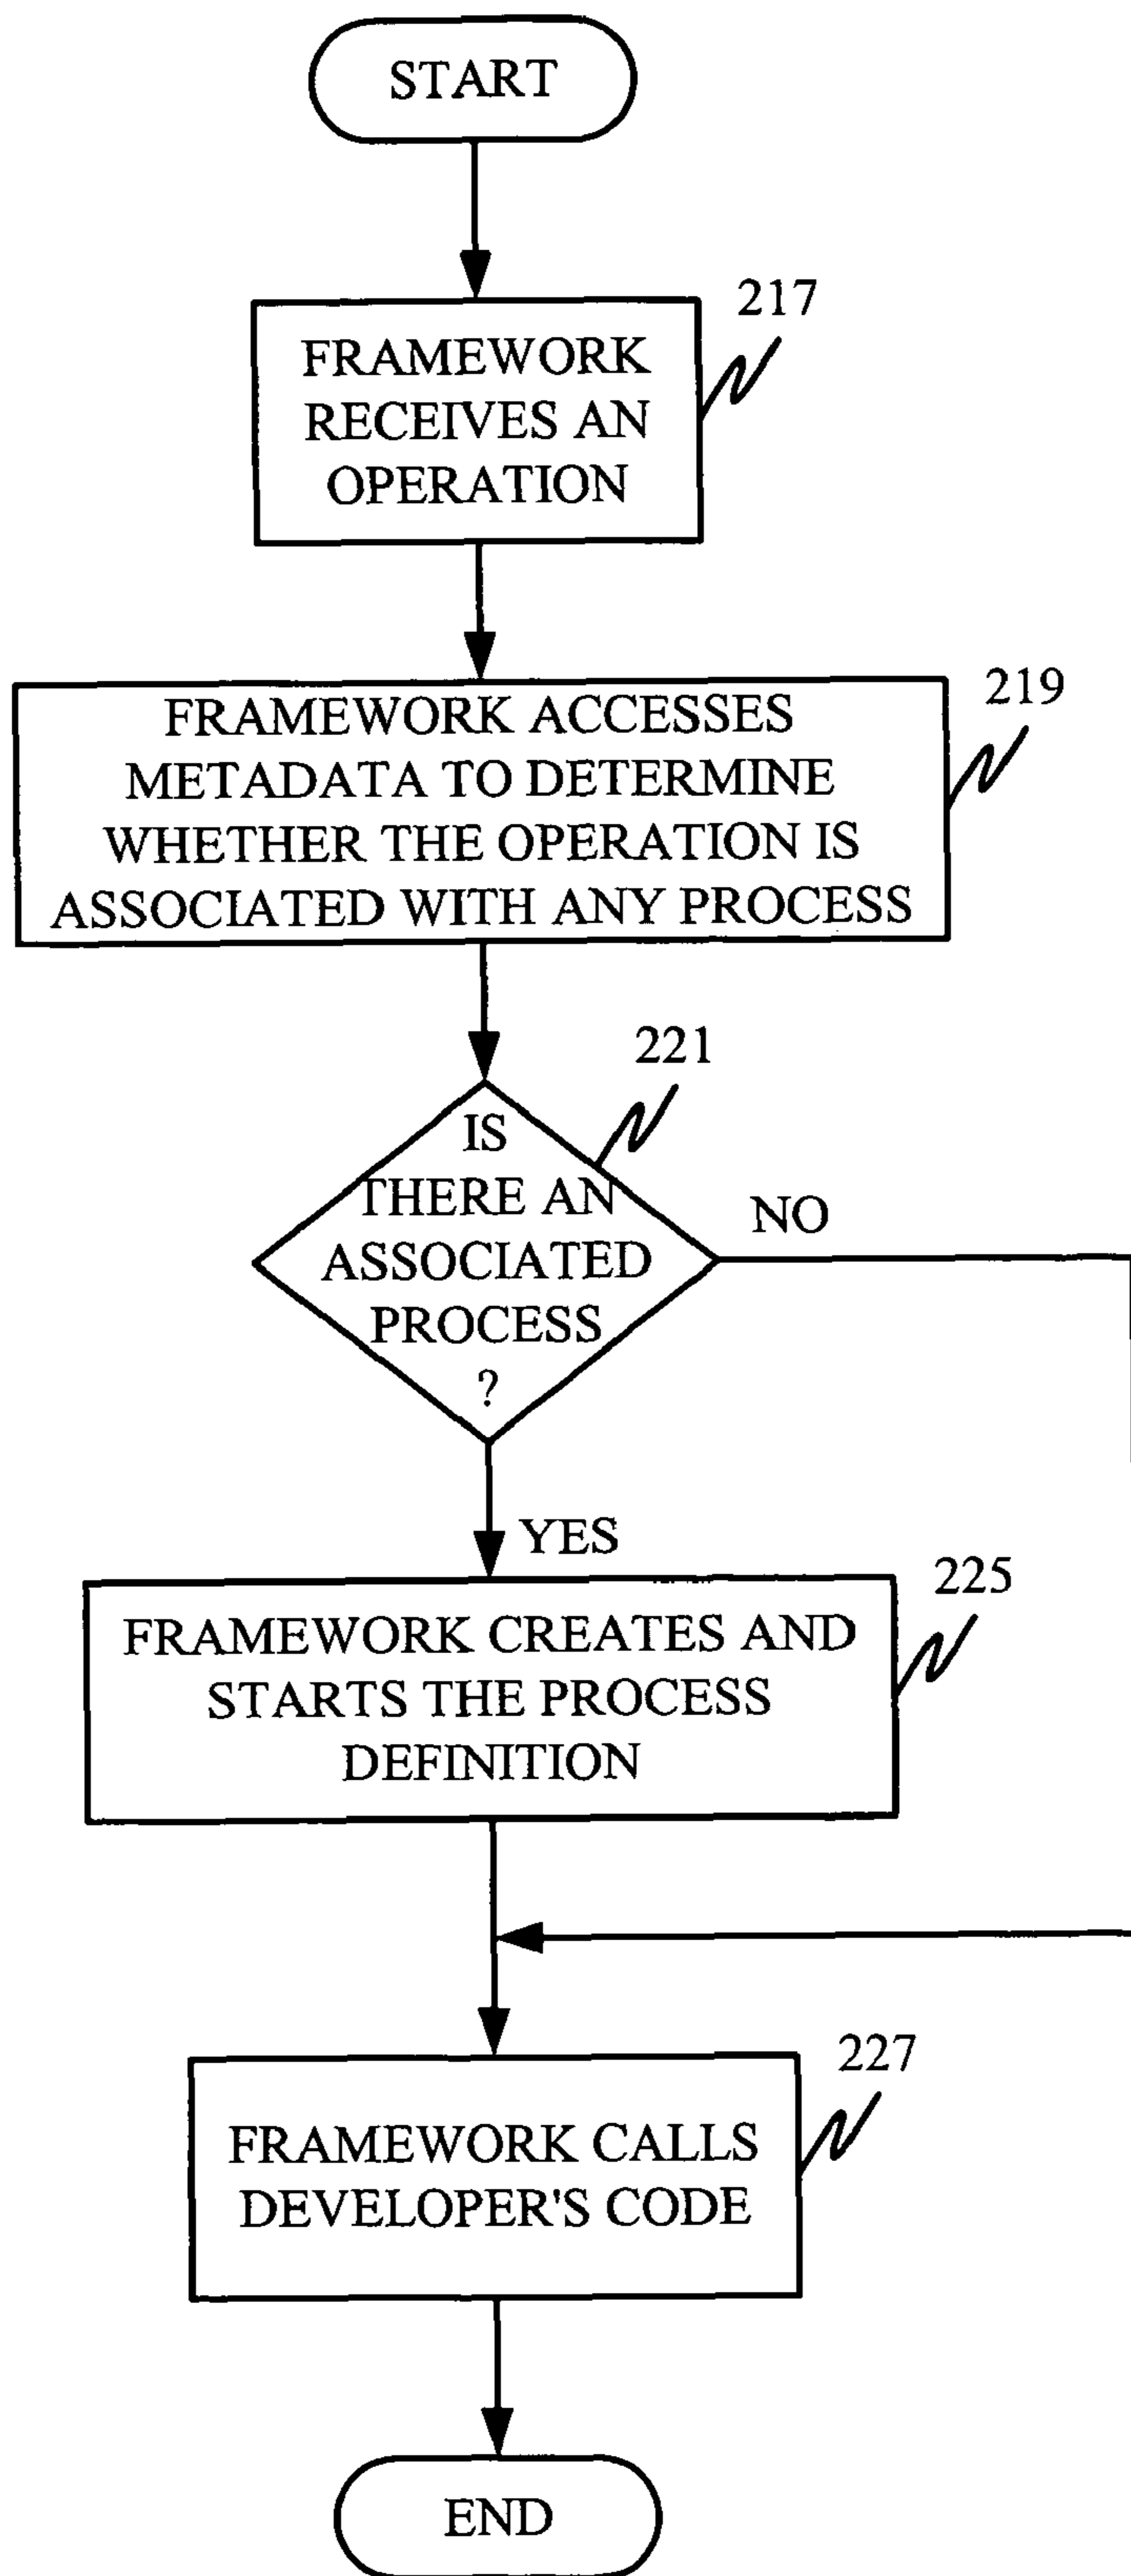 START
217
FRAMEWORK
RECEIVES AN
OPERATION
219
FRAMEWORK ACCESSES
METADATA TO DETERMINE
WHETHER THE OPERATION IS
ASSOCIATED WITH ANY PROCESS
221
IS
THERE AN
ASSOCIATED
PROCESS
?
NO
YES
225
FRAMEWORK CREATES AND
STARTS THE PROCESS
DEFINITION
227
FRAMEWORK CALLS
DEVELOPER'S CODE
END